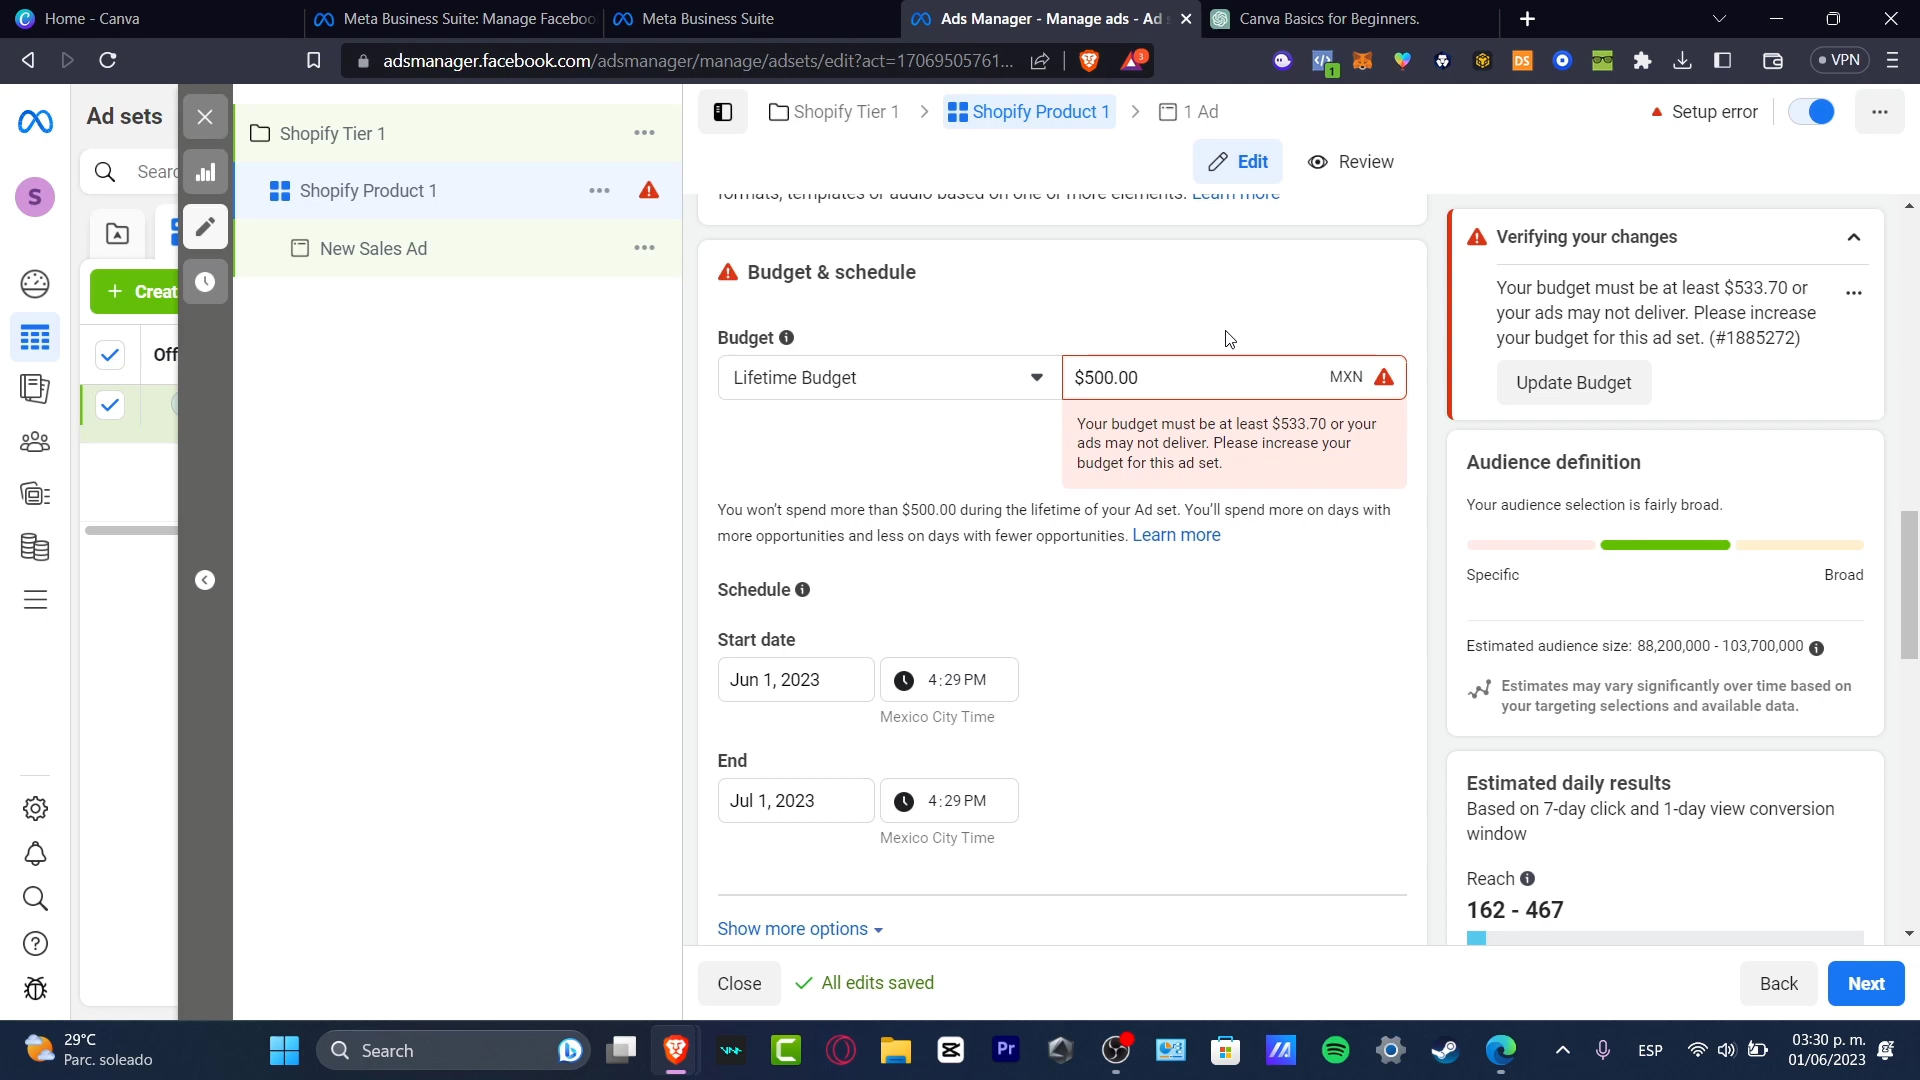 Home - Canva
Meta Business Suite: Manage Faceboo
Meta Business Suite
Ads Manager - Manage ads - Ad s
Canva Basics for Beginners.
adsmanager.facebook.com/adsmanager/manage/adsets/edit?act=17069505761...
3
1
DS
VPN
Ad sets
Searc
S
Creat
Off
Shopify Tier 1
Shopify Product 1
New Sales Ad
Shopify Tier 1
Shopify Product 1
1 Ad
Setup error
Edit
Review
formats, templates or audio based on one or more elements. Learn more
Budget & schedule
Budget
Lifetime Budget
$500.00
MXN
Your budget must be at least $533.70 or your
ads may not deliver. Please increase your
budget for this ad set.
You won't spend more than $500.00 during the lifetime of your Ad set. You'll spend more on days with
more opportunities and less on days with fewer opportunities. Learn more
Schedule
Start date
Jun 1, 2023
4:29 PM
Mexico City Time
End
Jul 1, 2023
4:29 PM
Mexico City Time
Show more options
Verifying your changes
Your budget must be at least $533.70 or
your ads may not deliver. Please increase
your budget for this ad set. (#1885272)
Update Budget
Audience definition
Your audience selection is fairly broad.
Specific
Broad
Estimated audience size: 88,200,000 - 103,700,000
Estimates may vary significantly over time based on
your targeting selections and available data.
Estimated daily results
Based on 7-day click and 1-day view conversion
window
Reach
162 - 467
Close
All edits saved
Back
Next
29°C
Parc. soleado
Search
Pr
ESP
03:30 p. m.
01/06/2023